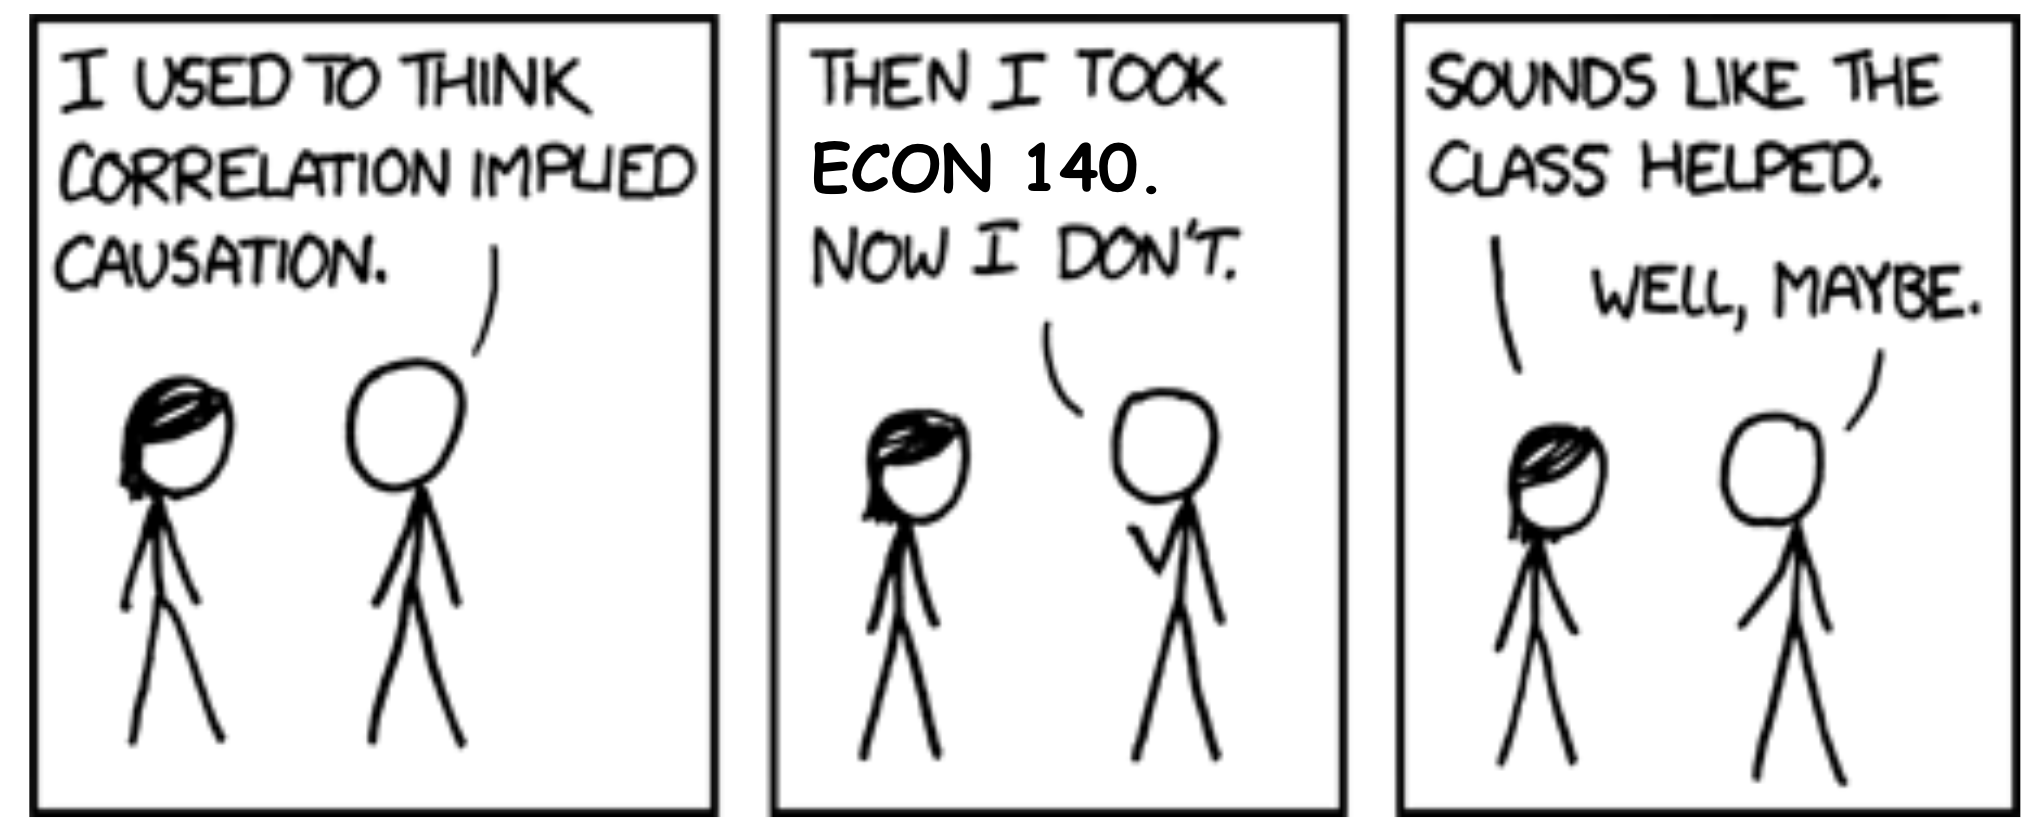 I USED TO THINK
CORRELATION IMPLIED
CAUSATION.
THEN I TOOK
ECON 140.
NOW I DON'T.
SOUNDS LIKE THE
CLASS HELPED.
WELL, MAYBE.